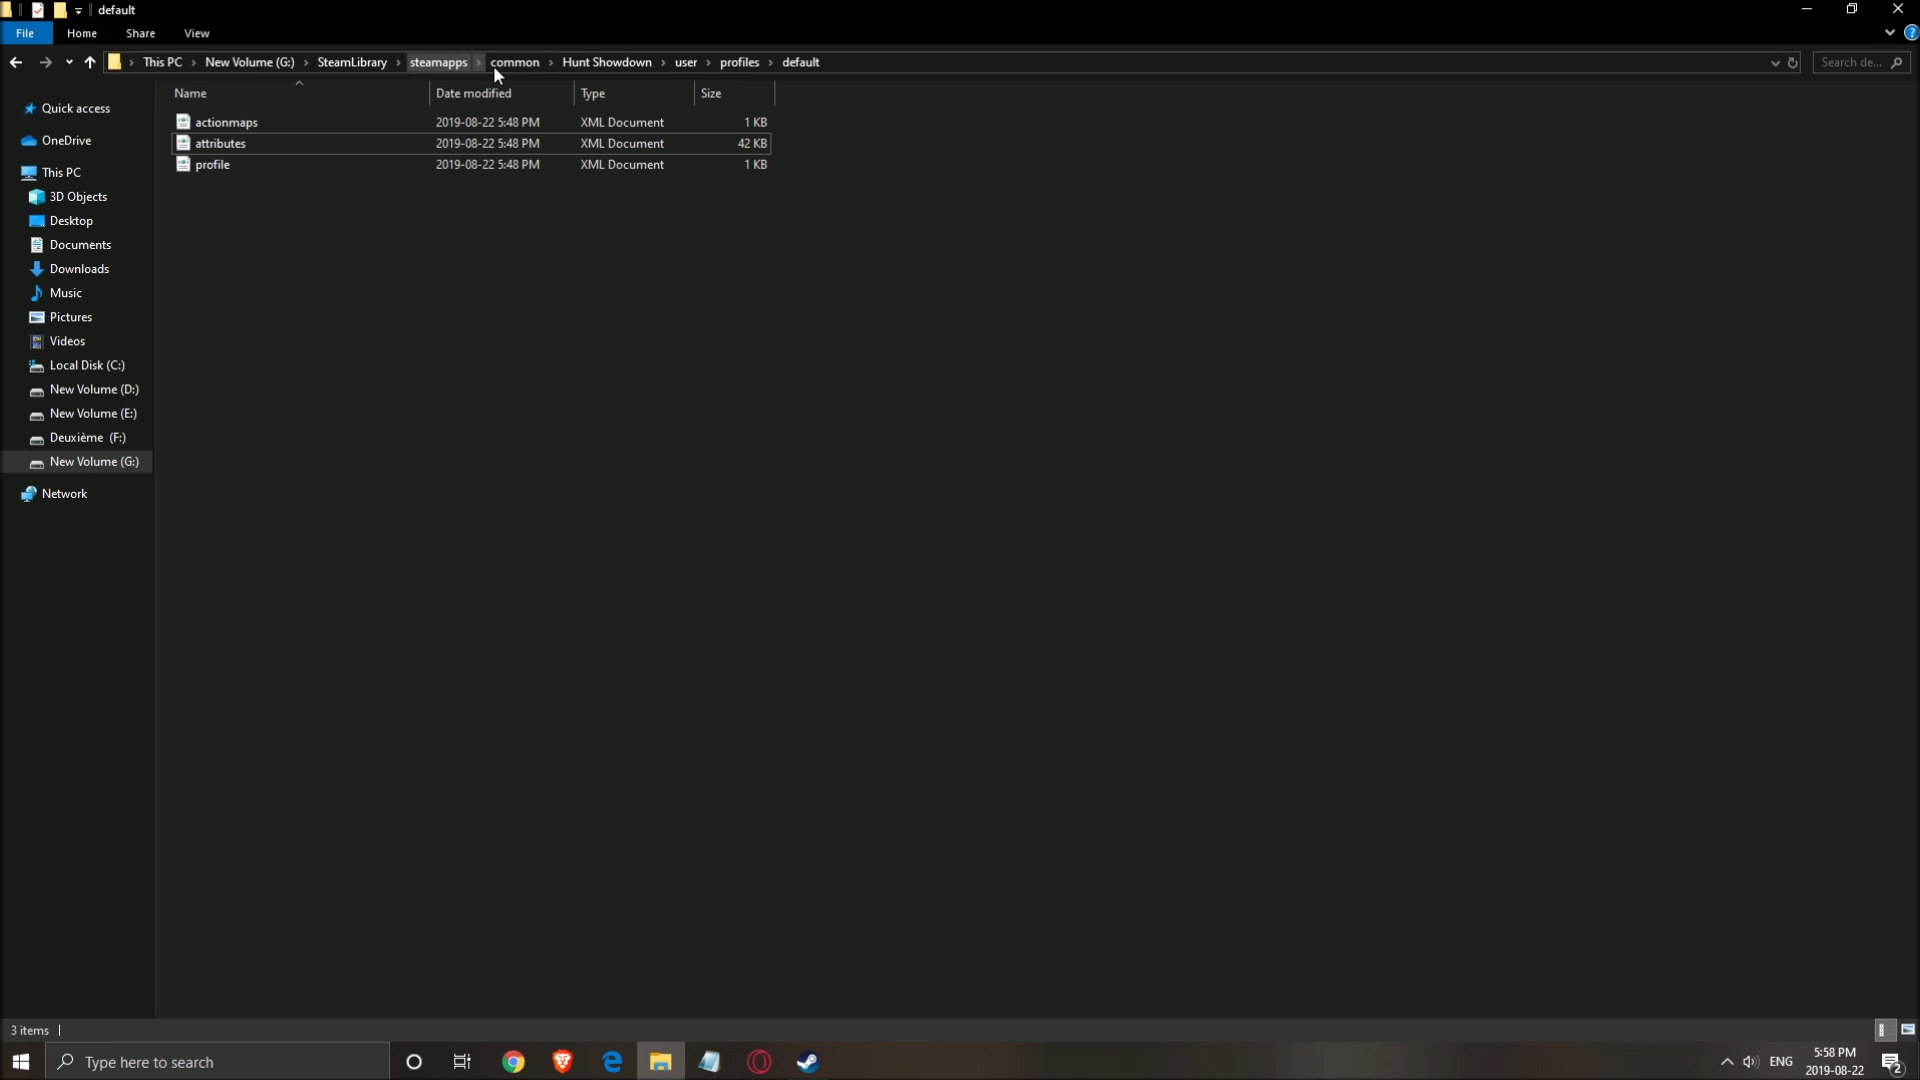 default
File Home Share View
This PC New Volume (G:) SteamLibrary steamapps common Hunt Showdown user profiles default Search de...
Name Date modified Type Size
actionmaps 2019-08-22 5:48 PM XML Document 1 KB
attributes 2019-08-22 5:48 PM XML Document 42 KB
profile 2019-08-22 5:48 PM XML Document 1 KB
Quick access
OneDrive
This PC
3D Objects
Desktop
Documents
Downloads
Music
Pictures
Videos
Local Disk (C:)
New Volume (D:)
New Volume (E:)
Deuxième (F:)
New Volume (G:)
Network
3 items
Type here to search
ENG
5:58 PM
2019-08-22
2